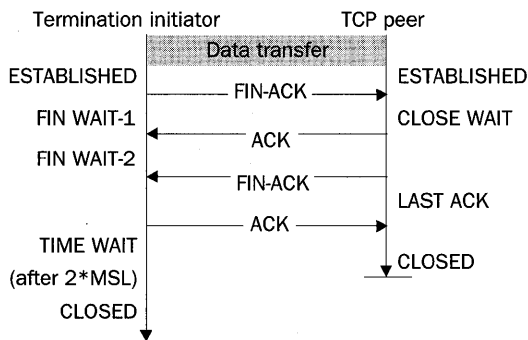 Termination initiator TCP peer
Data transfer
ESTABLISHED ESTABLISHED
FIN-ACK
FIN WAIT-1 CLOSE WAIT
ACK
FIN WAIT-2
FIN-ACK
LAST ACK
ACK
TIME WAIT
CLOSED
(after 2*MSL)
CLOSED